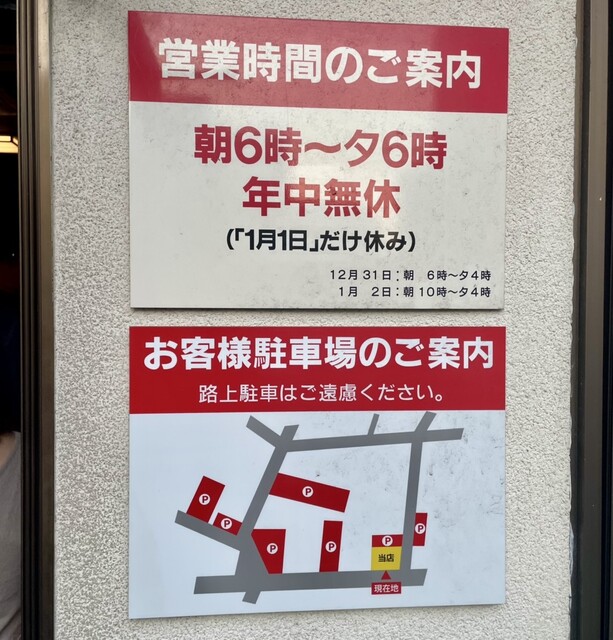 営業時間のご案内
朝6時～夕6時
年中無休
(「1月1日」だけ休み)
12月31日：朝 6時～夕4時
1月 2日：朝10時～夕4時
お客様駐車場のご案内
路上駐車はご遠慮ください。
P
P
P
P
P
P
P
当店
現在地